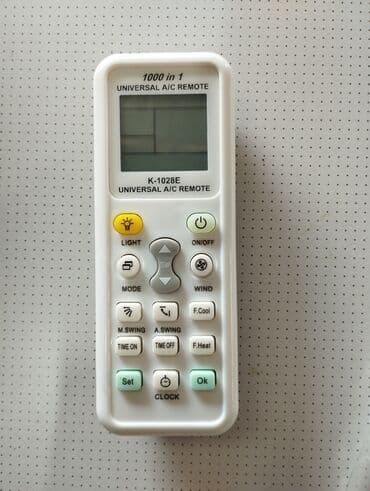 1000 in 1
UNIVERSAL A/C REMOTE
K-1028E
UNIVERSAL A/C REMOTE
LIGHT
ON/OFF
MODE
WIND
F.Cool
M.SWING
A.SWING
TIME ON
TIME OFF
F.Heat
Set
Ok
CLOCK